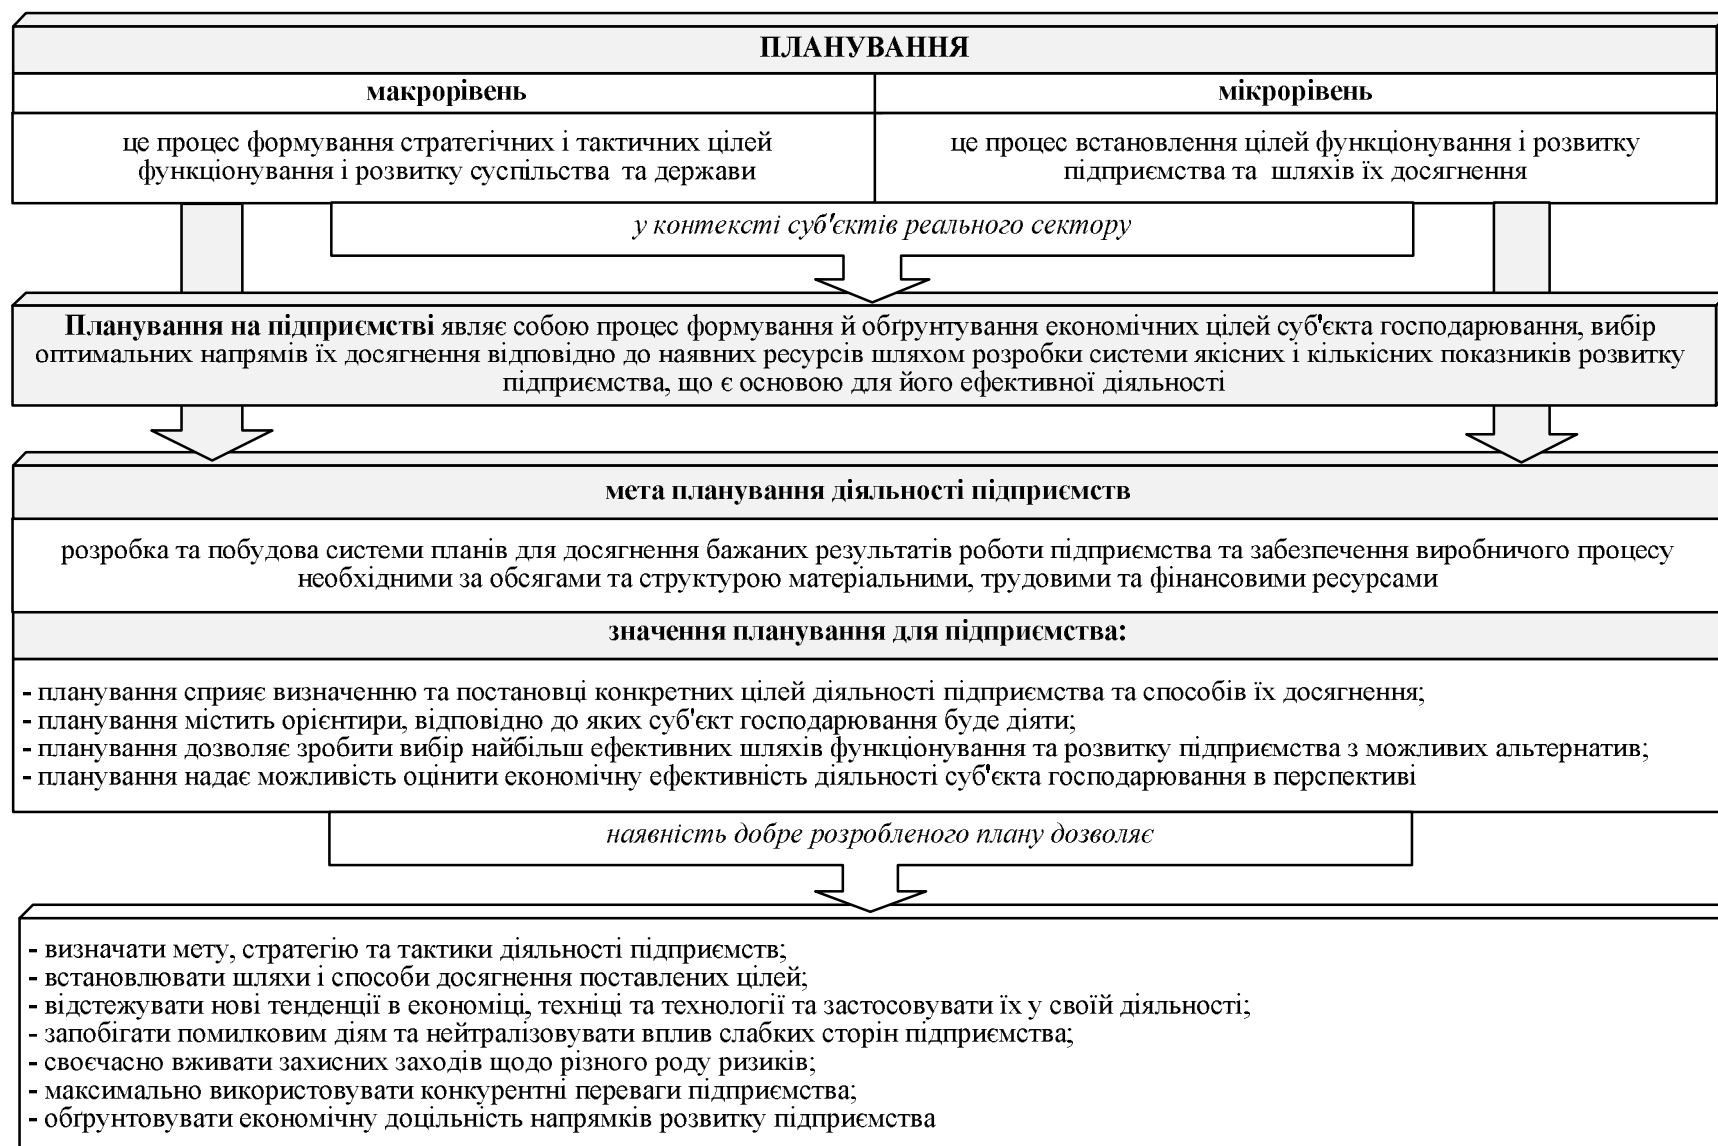 ПЛАНУВАННЯ
макрорівень
мікрорівень
це процес формування стратегічних і тактичних цілей
функціонування і розвитку суспільства та держави
це процес встановлення цілей функціонування і розвитку
підприємства та шляхів їх досягнення
у контексті суб'єктів реального сектору
Планування на підприємстві являє собою процес формування й обґрунтування економічних цілей суб'єкта господарювання, вибір
оптимальних напрямів їх досягнення відповідно до наявних ресурсів шляхом розробки системи якісних і кількісних показників розвитку
підприємства, що є основою для його ефективної діяльності
мета планування діяльності підприємств
розробка та побудова системи планів для досягнення бажаних результатів роботи підприємства та забезпечення виробничого процесу
необхідними за обсягами та структурою матеріальними, трудовими та фінансовими ресурсами
значення планування для підприємства:
- планування сприяє визначенню та постановці конкретних цілей діяльності підприємства та способів їх досягнення;
- планування містить орієнтири, відповідно до яких суб'єкт господарювання буде діяти;
- планування дозволяє зробити вибір найбільш ефективних шляхів функціонування та розвитку підприємства з можливих альтернатив;
- планування надає можливість оцінити економічну ефективність діяльності суб'єкта господарювання в перспективі
наявність добре розробленого плану дозволяє
- визначати мету, стратегію та тактики діяльності підприємств;
- встановлювати шляхи і способи досягнення поставлених цілей;
- відстежувати нові тенденції в економіці, техніці та технології та застосовувати їх у своїй діяльності;
- запобігати помилковим діям та нейтралізовувати вплив слабких сторін підприємства;
- своєчасно вживати захисних заходів щодо різного роду ризиків;
- максимально використовувати конкурентні переваги підприємства;
- обґрунтовувати економічну доцільність напрямків розвитку підприємства